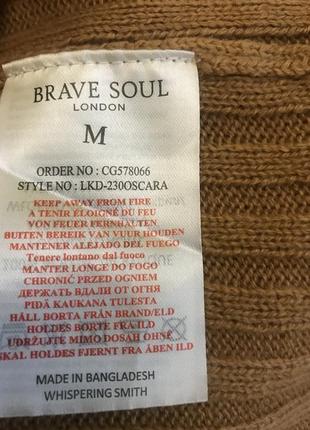 BRAVE SOUL
LONDON
M
ORDER NO : CG578066
STYLE NO : LKD-230OSCARA
KEEP AWAY FROM FIRE
A TENIR ÉLOIGNÉ DU FEU
VON FEUER FERNHALTEN
BUITEN BEREIK VAN VUUR HOUDEN
MANTENER ALEJADO DEL FUEGO
Tenere lontano dal fuoco
MANTER LONGE DO FOGO
CHRONIĆ PRZED OGNIEM
ДЕРЖАТЬ ВДАЛИ ОТ ОГНЯ
PIDÄ KAUKANA TULESTA
HÅLL BORTA FRÅN BRAND/ELD
HOLDES BORTE FRA ILD
UDRŽUJTE MIMO DOSAH OHNĚ
SKAL HOLDES FJERNT FRA ÅBEN ILD
MADE IN BANGLADESH
WHISPERING SMITH